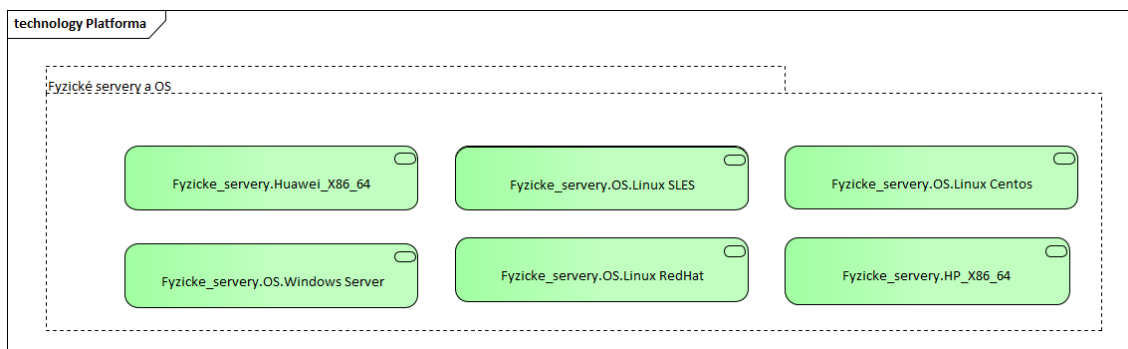 technology Platforma
Fyzické servery a OS
Fyzicke_servery.Huawei_X86_64
Fyzicke_servery.OS.Linux SLES
Fyzicke_servery.OS.Linux Centos
Fyzicke_servery.OS.Windows Server
Fyzicke_servery.OS.Linux RedHat
Fyzicke_servery.HP_X86_64